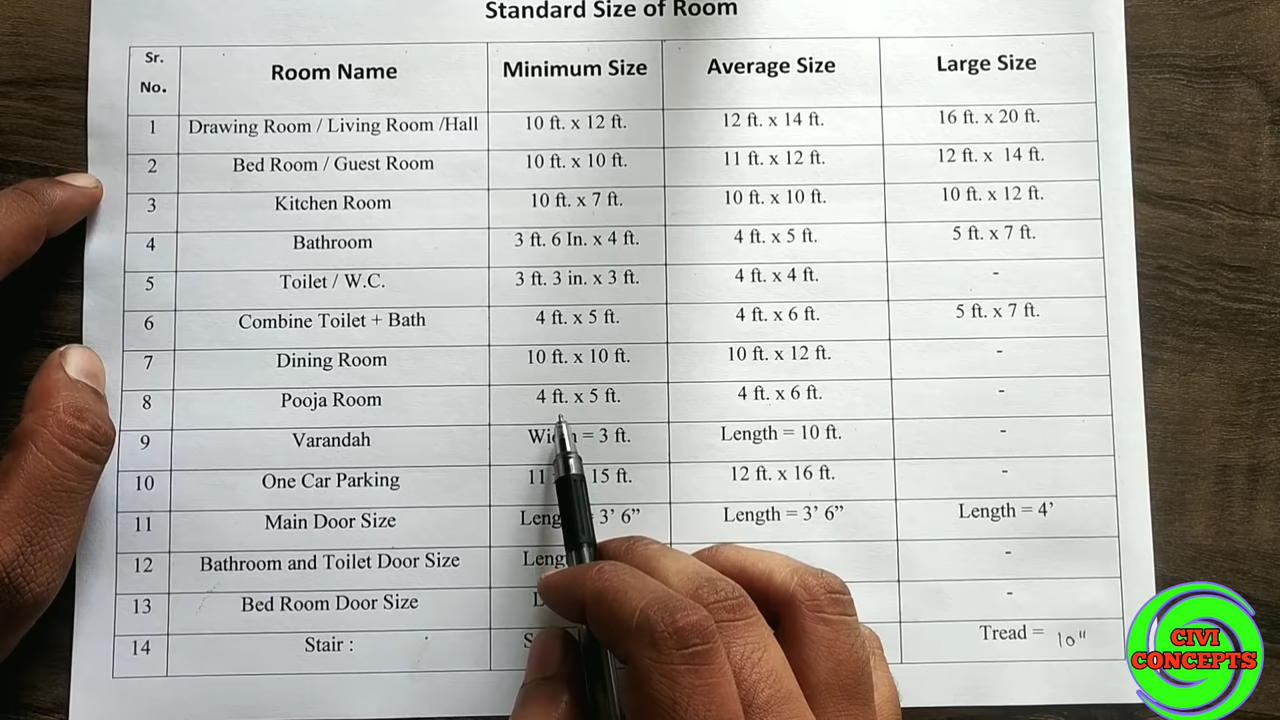 Standard Size of Room
Sr. No. Room Name Minimum Size Average Size Large Size
1 Drawing Room / Living Room /Hall 10 ft. x 12 ft. 12 ft. x 14 ft. 16 ft. x 20 ft.
2 Bed Room / Guest Room 10 ft. x 10 ft. 11 ft. x 12 ft. 12 ft. x 14 ft.
3 Kitchen Room 10 ft. x 7 ft. 10 ft. x 10 ft. 10 ft. x 12 ft.
4 Bathroom 3 ft. 6 In. x 4 ft. 4 ft. x 5 ft. 5 ft. x 7 ft.
5 Toilet / W.C. 3 ft. 3 in. x 3 ft. 4 ft. x 4 ft. -
6 Combine Toilet + Bath 4 ft. x 5 ft. 4 ft. x 6 ft. 5 ft. x 7 ft.
7 Dining Room 10 ft. x 10 ft. 10 ft. x 12 ft. -
8 Pooja Room 4 ft. x 5 ft. 4 ft. x 6 ft. -
9 Varandah = 3 ft. Length = 10 ft. -
10 One Car Parking 11 15 ft. 12 ft. x 16 ft. -
11 Main Door Size 3' 6” Length = 3' 6” Length = 4'
12 Bathroom and Toilet Door Size -
13 Bed Room Door Size -
14 Stair : Tread = 10"
CIVI
CONCEPTS